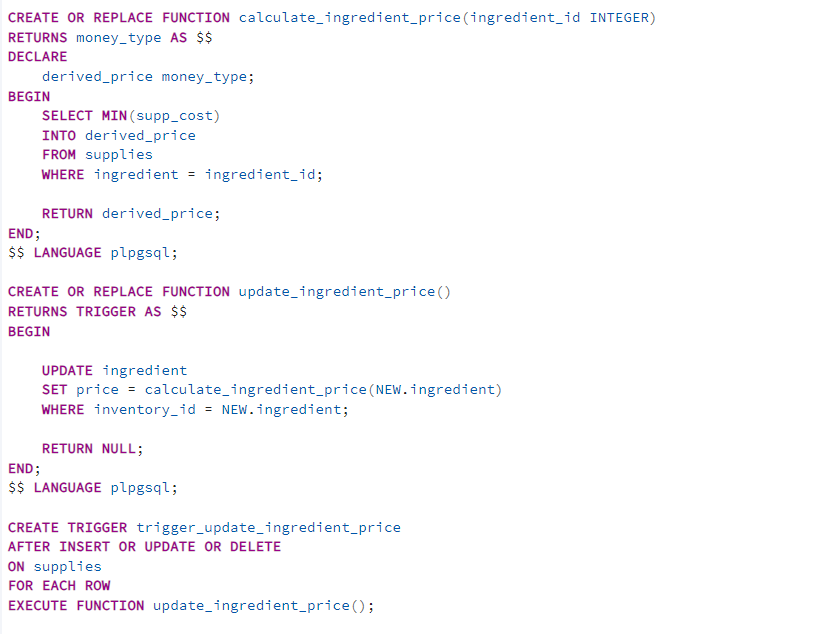 CREATE OR REPLACE FUNCTION calculate_ingredient_price(ingredient_id INTEGER)
RETURNS money_type AS $$
DECLARE
    derived_price money_type;
BEGIN
    SELECT MIN(supp_cost)
    INTO derived_price
    FROM supplies
    WHERE ingredient = ingredient_id;

    RETURN derived_price;
END;
$$ LANGUAGE plpgsql;

CREATE OR REPLACE FUNCTION update_ingredient_price()
RETURNS TRIGGER AS $$
BEGIN

    UPDATE ingredient
    SET price = calculate_ingredient_price(NEW.ingredient)
    WHERE inventory_id = NEW.ingredient;

    RETURN NULL;
END;
$$ LANGUAGE plpgsql;

CREATE TRIGGER trigger_update_ingredient_price
AFTER INSERT OR UPDATE OR DELETE
ON supplies
FOR EACH ROW
EXECUTE FUNCTION update_ingredient_price();